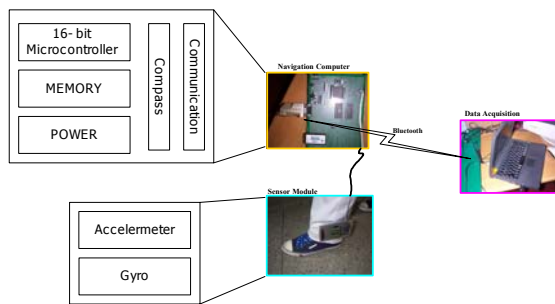 16- bit
Microcontroller
MEMORY
POWER
Compass
Communication
Navigation Computer
Bluetooth
Data Acquisition
Sensor Module
Accelermeter
Gyro